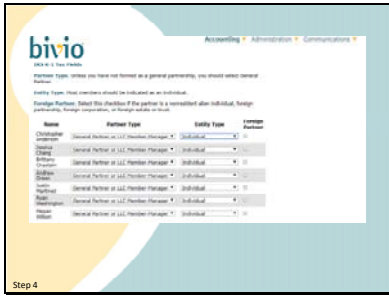 bivio
Accounting Administration Communications
IRS K-1 Tax Fields
Partner Type: Unless you have not formed as a general partnership, you should select General
Partner.
Entity Type: Most members should be indicated as an individual.
Foreign Partner: Select this checkbox if the partner is a nonresident alien individual, foreign
partnership, foreign corporation, or foreign estate or trust.
Name Partner Type Entity Type Foreign Partner
Christopher Anderson General Partner or LLC Member-Manager Individual
Jessica Chang General Partner or LLC Member-Manager Individual
Brittany General Partner or LLC Member-Manager Individual
Andrew Green General Partner or LLC Member-Manager Individual
Justin Martinez General Partner or LLC Member-Manager Individual
Ryan Washington General Partner or LLC Member-Manager Individual
Megan Wilson General Partner or LLC Member-Manager Individual
Step 4